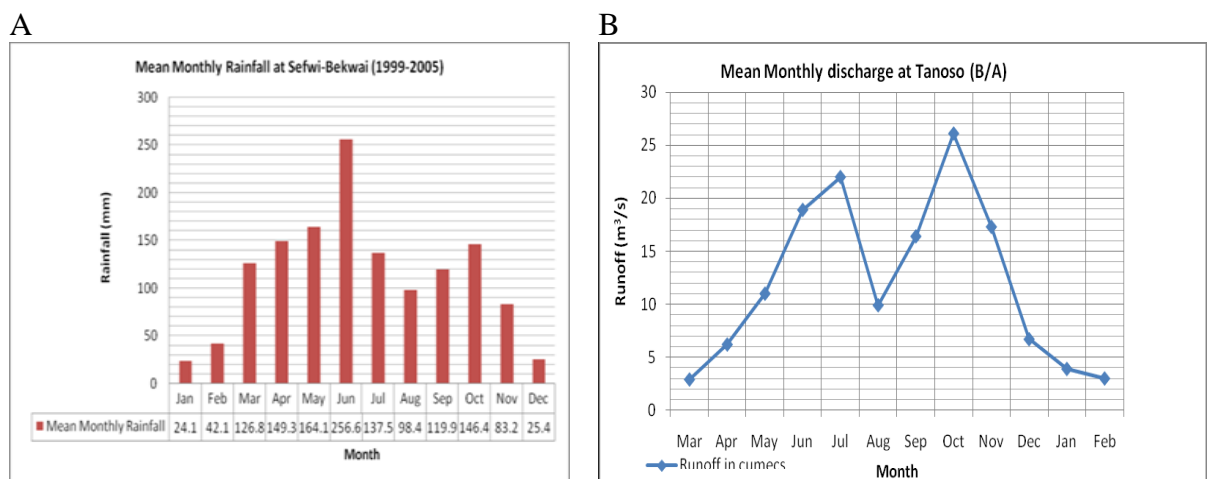 A
Mean Monthly Rainfall at Sefwi-Bekwai (1999-2005)
Rainfall (mm)
300
250
200
150
100
50
0
Jan Feb Mar Apr May Jun Jul Aug Sep Oct Nov Dec
Mean Monthly Rainfall 24.1 42.1 126.8 149.3 164.1 256.6 137.5 98.4 119.9 146.4 83.2 25.4
Month
B
Mean Monthly discharge at Tanoso (B/A)
Runoff (m³/s)
30
25
20
15
10
5
0
Mar Apr May Jun Jul Aug Sep Oct Nov Dec Jan Feb
Runoff in cumecs
Month